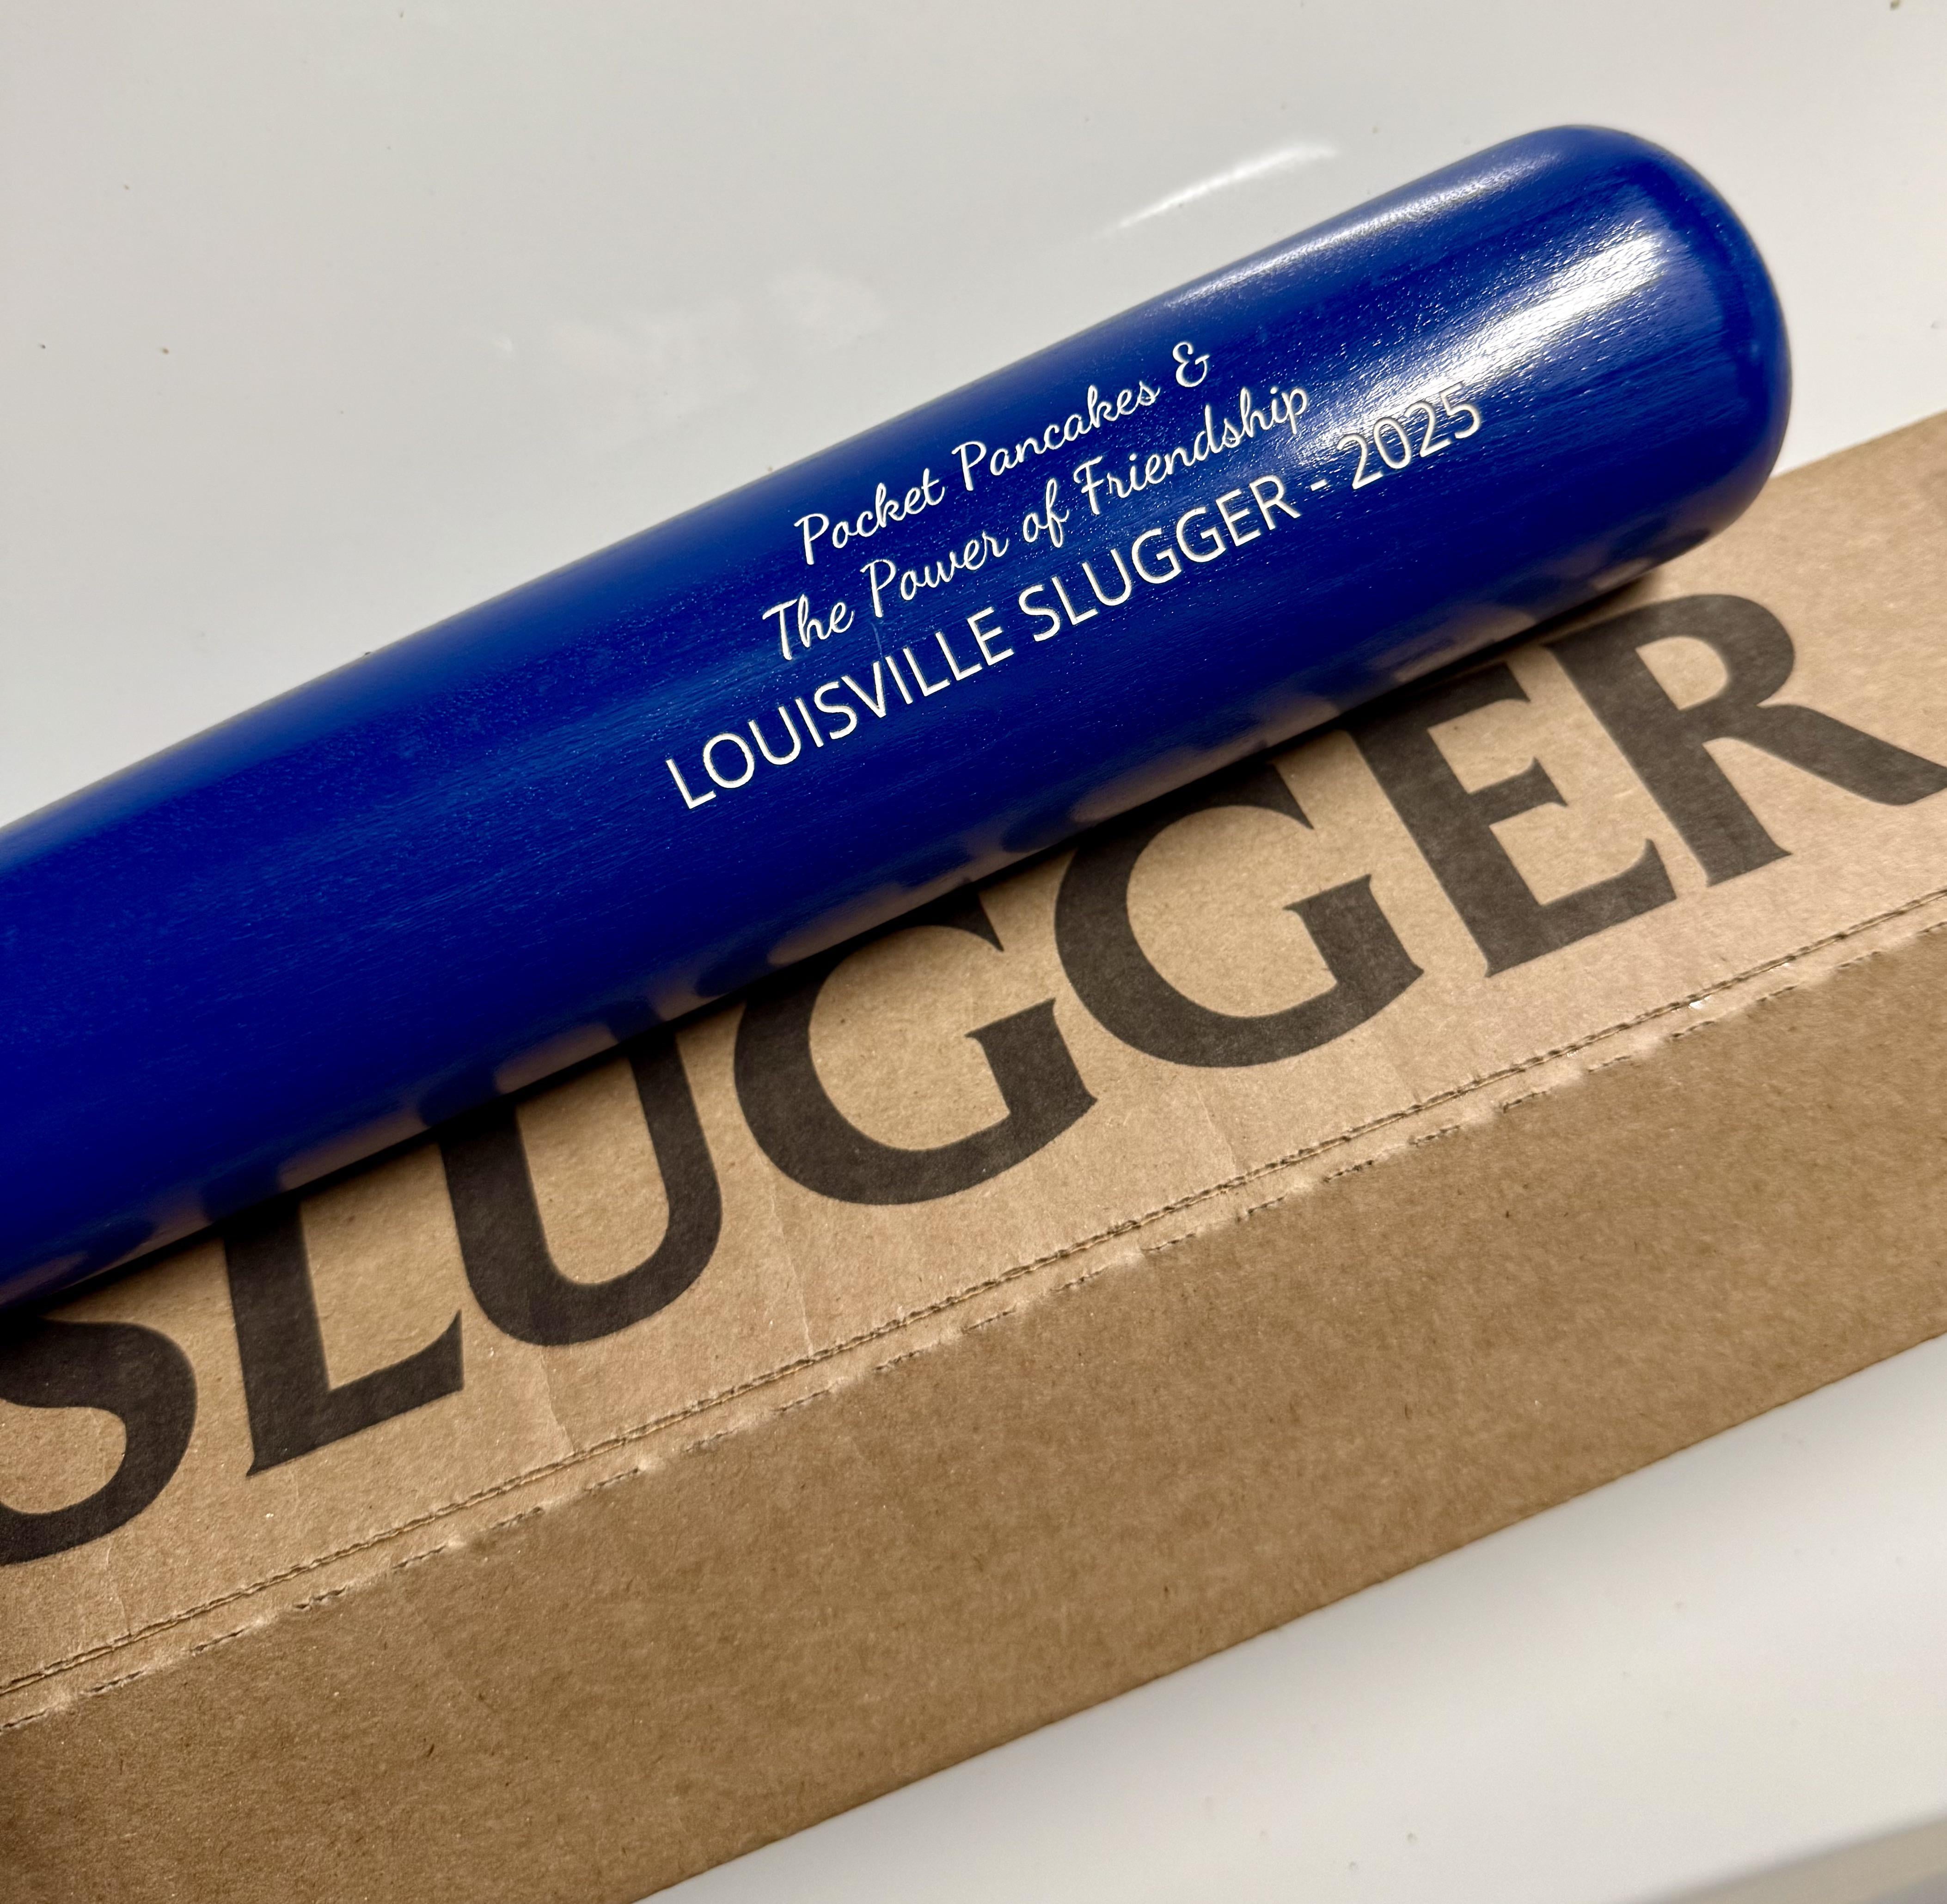 Pocket Pancakes &
The Power of Friendship
LOUISVILLE SLUGGER - 2025
SLUGGER